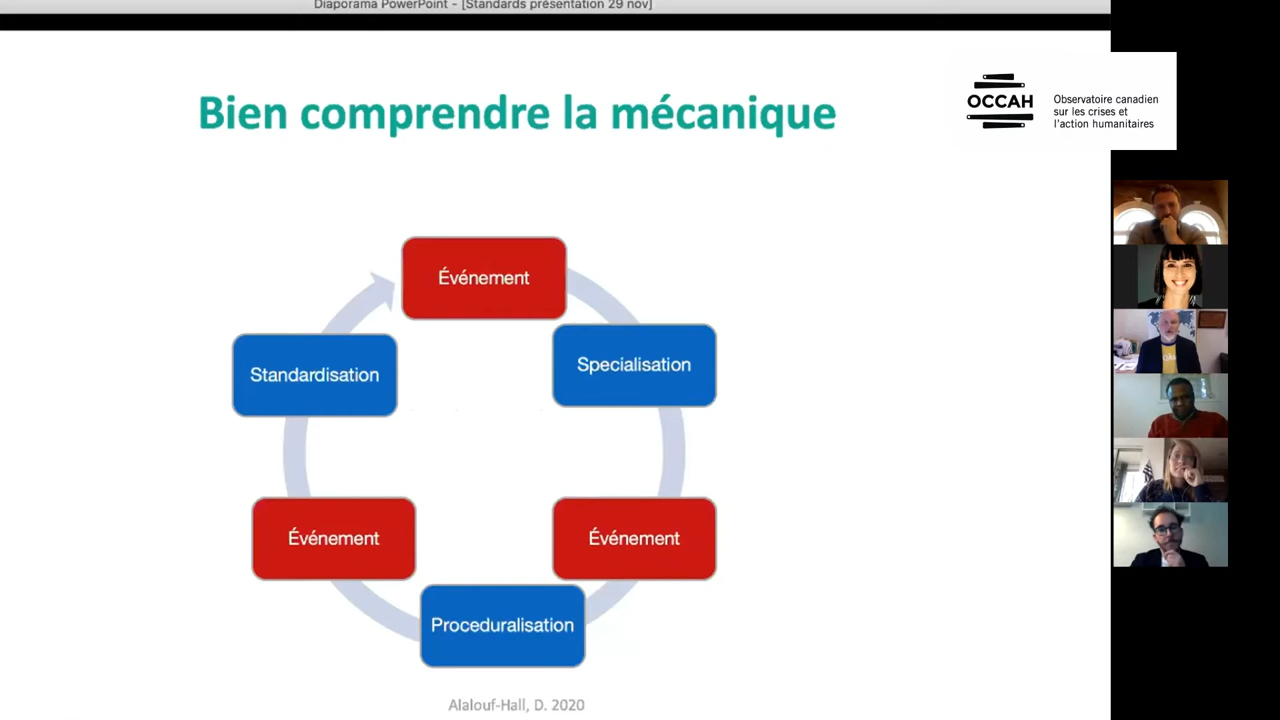 Diaporama PowerPoint - [Standards présentation 29 nov]
Bien comprendre la mécanique
OCCAH
Observatoire canadien
sur les crises et
l'action humanitaires
Événement
Specialisation
Standardisation
Événement
Événement
Proceduralisation
Alalouf-Hall, D. 2020